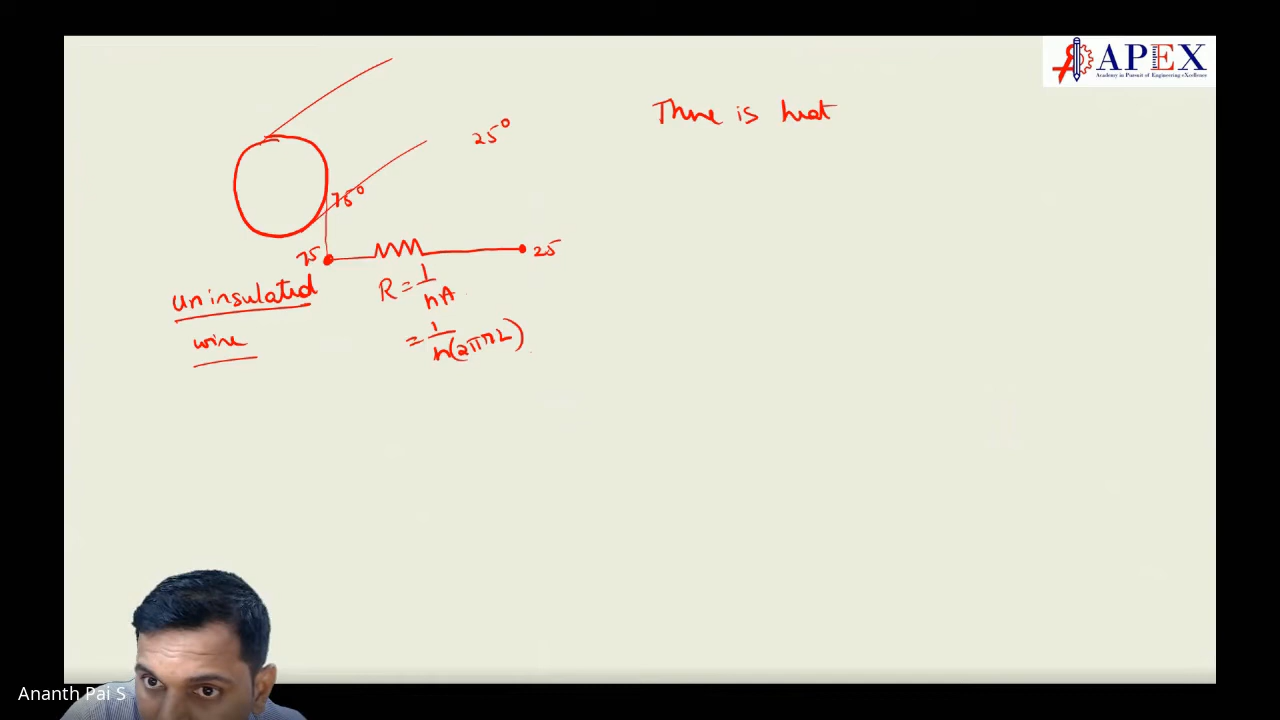 APEX
Academy in Pursuit of Engineering eXcellence
There is heat
25°
75°
75
25
uninsulated
wire
R = 1/hA
= 1/h(2πrL)
Ananth Pai S